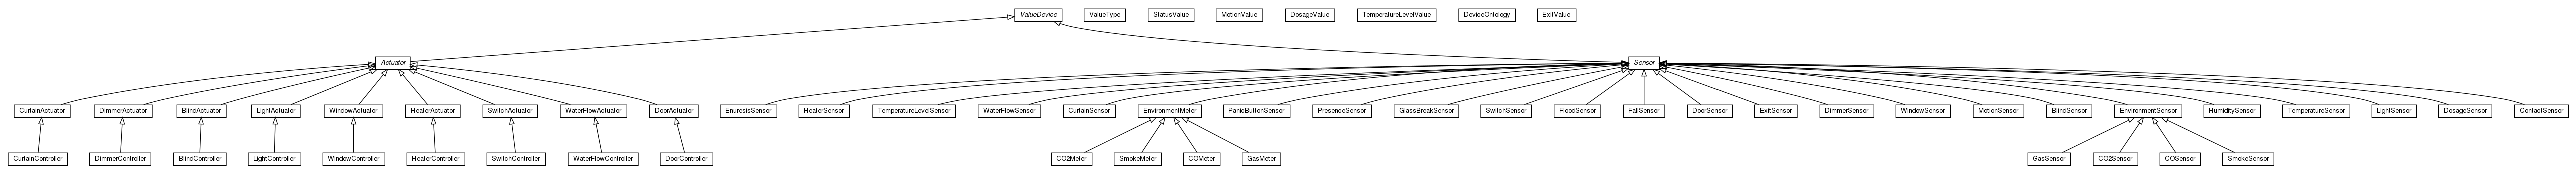 ValueDevice
ValueType
StatusValue
MotionValue
DosageValue
TemperatureLevelValue
DeviceOntology
ExitValue
Actuator
Sensor
CurtainActuator
DimmerActuator
BlindActuator
LightActuator
WindowActuator
HeaterActuator
SwitchActuator
WaterFlowActuator
DoorActuator
EnuresisSensor
HeaterSensor
TemperatureLevelSensor
WaterFlowSensor
CurtainSensor
EnvironmentMeter
PanicButtonSensor
PresenceSensor
GlassBreakSensor
SwitchSensor
FloodSensor
FallSensor
DoorSensor
ExitSensor
DimmerSensor
WindowSensor
MotionSensor
BlindSensor
EnvironmentSensor
HumiditySensor
TemperatureSensor
LightSensor
DosageSensor
ContactSensor
CurtainController
DimmerController
BlindController
LightController
WindowController
HeaterController
SwitchController
WaterFlowController
DoorController
CO2Meter
SmokeMeter
COMeter
GasMeter
GasSensor
CO2Sensor
COSensor
SmokeSensor